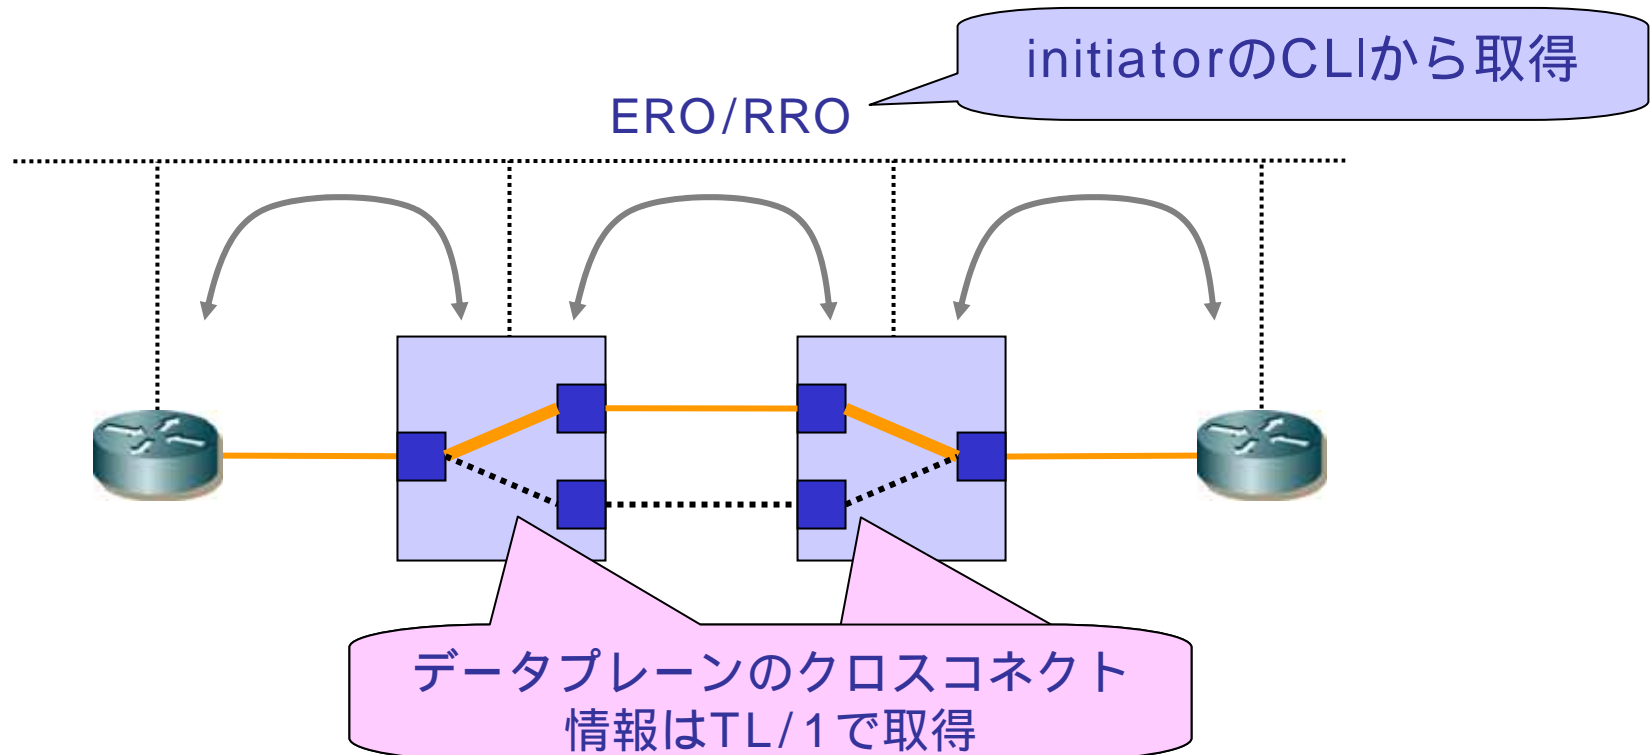 initiatorのCLIから取得
ERO/RRO
データプレーンのクロスコネクト
情報はTL/1で取得